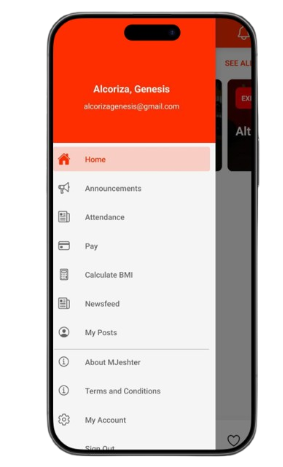 Alcoriza, Genesis
alcorizagenesis@gmail.com
SEE ALL
Home
EXI
Alt
Announcements
Attendance
Pay
Calculate BMI
Newsfeed
My Posts
About MJeshter
Terms and Conditions
My Account
Sign Out